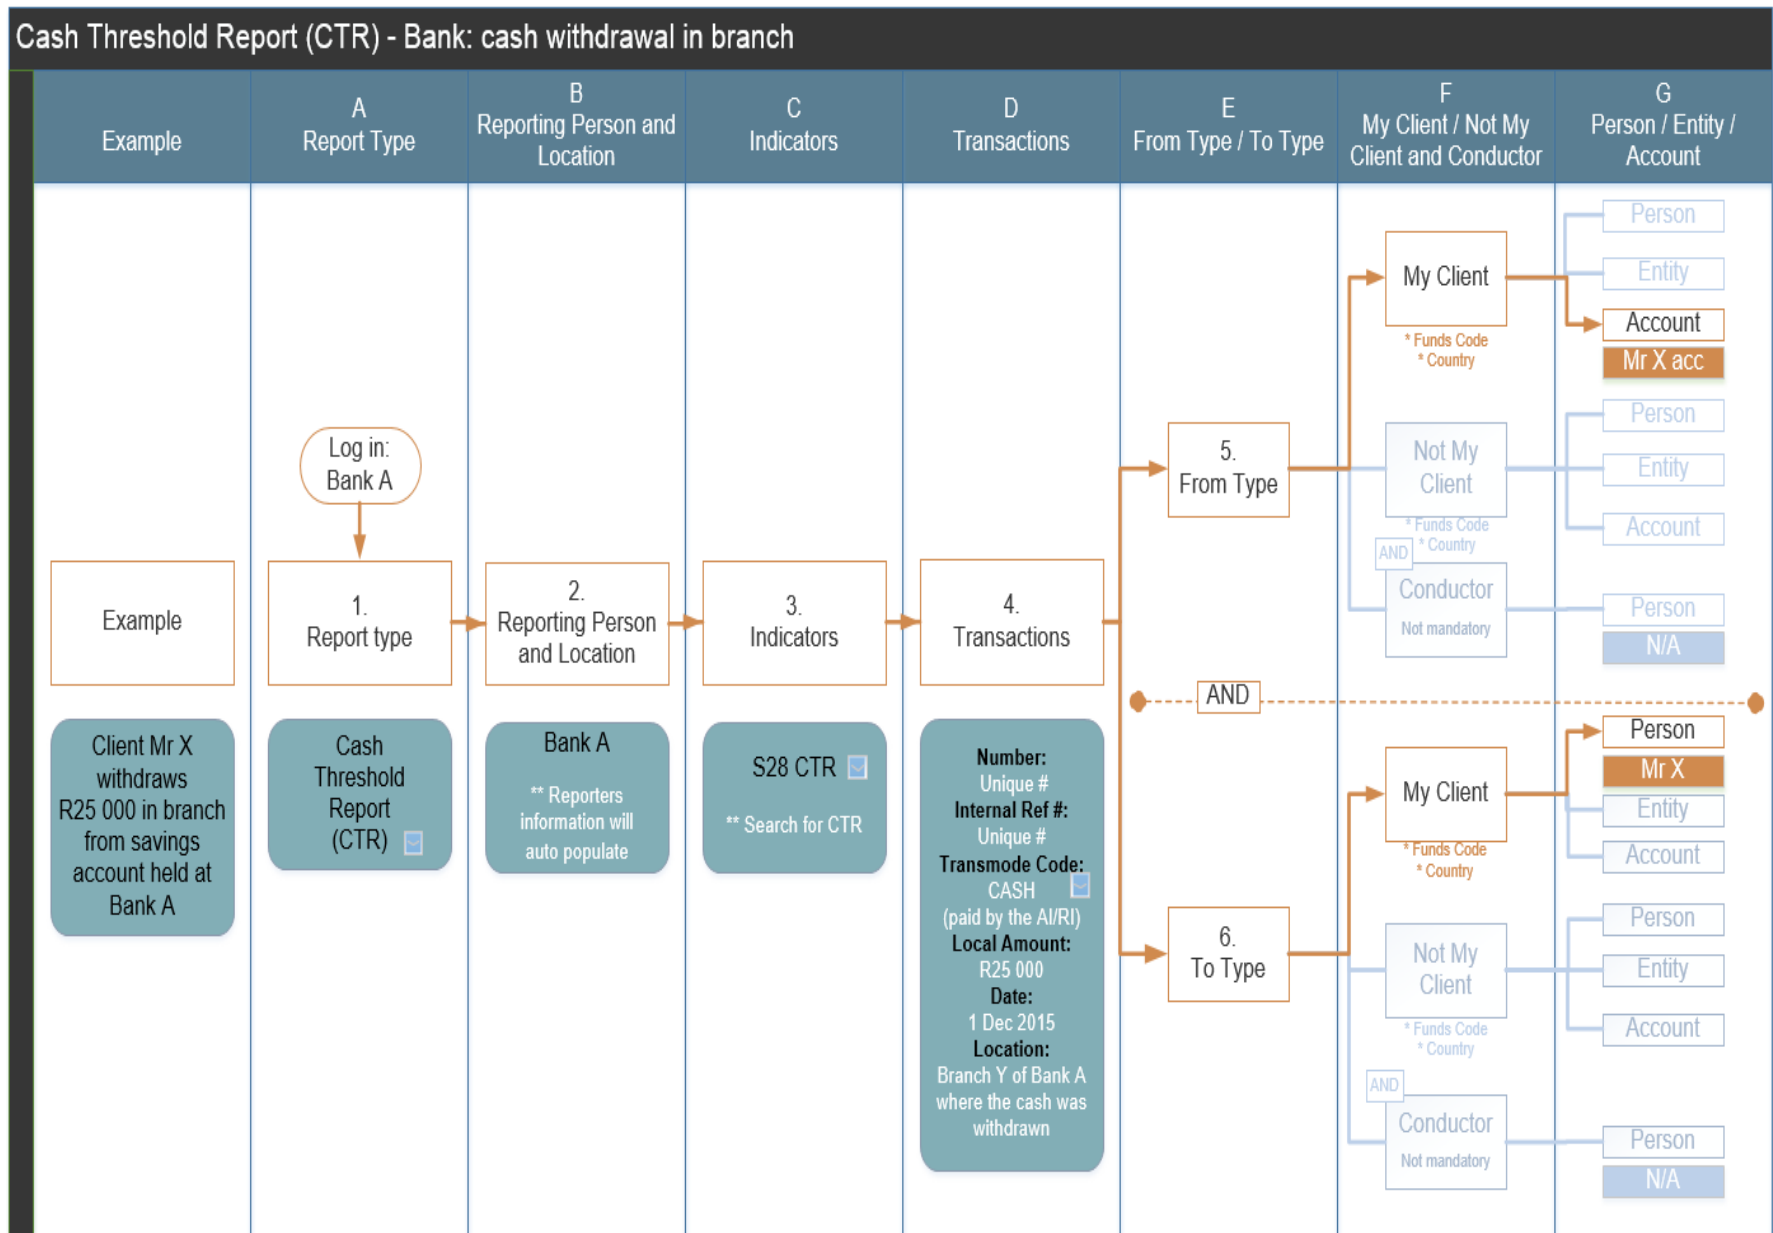 Cash Threshold Report (CTR) - Bank: cash withdrawal in branch
Example
A
Report Type
B
Reporting Person and
Location
C
Indicators
D
Transactions
E
From Type / To Type
F
My Client / Not My
Client and Conductor
G
Person / Entity /
Account
Example
Client Mr X
withdraws
R25 000 in branch
from savings
account held at
Bank A
Log in:
Bank A
1.
Report type
Cash
Threshold
Report
(CTR)
2.
Reporting Person
and Location
Bank A
** Reporters
information will
auto populate
3.
Indicators
S28 CTR
** Search for CTR
4.
Transactions
Number:
Unique #
Internal Ref #:
Unique #
Transmode Code:
CASH
(paid by the AI/RI)
Local Amount:
R25 000
Date:
1 Dec 2015
Location:
Branch Y of Bank A
where the cash was
withdrawn
5.
From Type
My Client
* Funds Code
* Country
Person
Entity
Account
Mr X acc
Not My
Client
* Funds Code
* Country
Person
Entity
Account
AND
Conductor
Not mandatory
Person
N/A
AND
6.
To Type
My Client
* Funds Code
* Country
Person
Mr X
Entity
Account
Not My
Client
* Funds Code
* Country
Person
Entity
Account
AND
Conductor
Not mandatory
Person
N/A